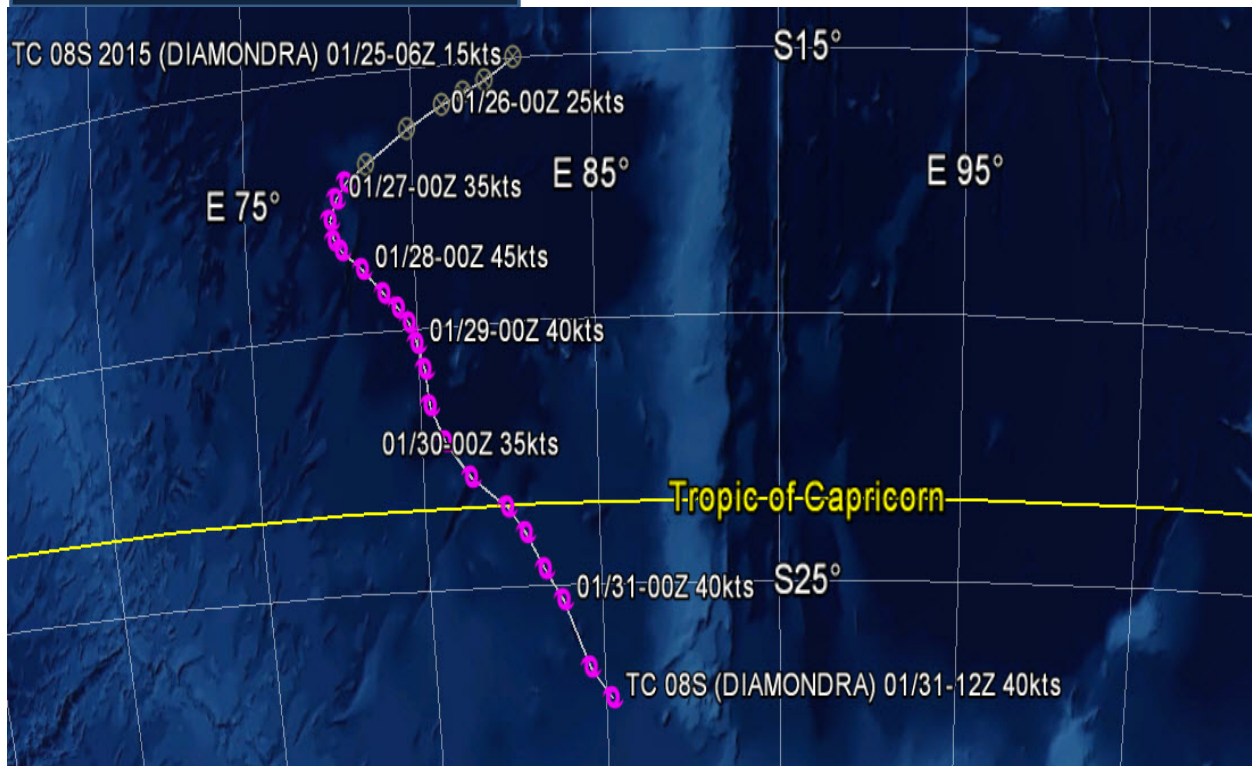 TC 08S 2015 (DIAMONDRA) 01/25-06Z 15kts
S15°
01/26-00Z 25kts
E 85°
E 95°
01/27-00Z 35kts
E 75°
01/28-00Z 45kts
01/29-00Z 40kts
01/30-00Z 35kts
Tropic of Capricorn
01/31-00Z 40kts
S25°
TC 08S (DIAMONDRA) 01/31-12Z 40kts